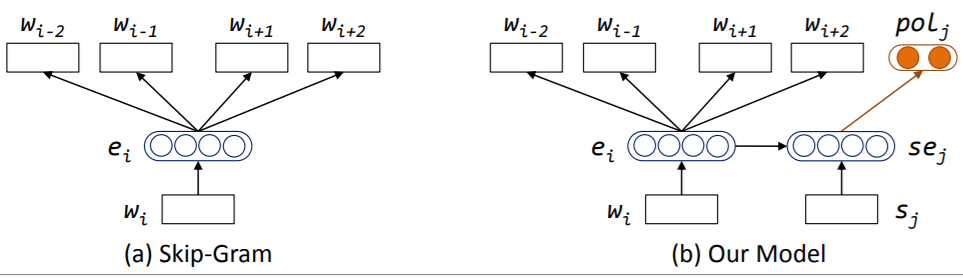 w_{i-2} w_{i-1} w_{i+1} w_{i+2} w_{i-2} w_{i-1} w_{i+1} w_{i+2} pol_j
e_i e_i se_j
w_i w_i s_j
(a) Skip-Gram (b) Our Model